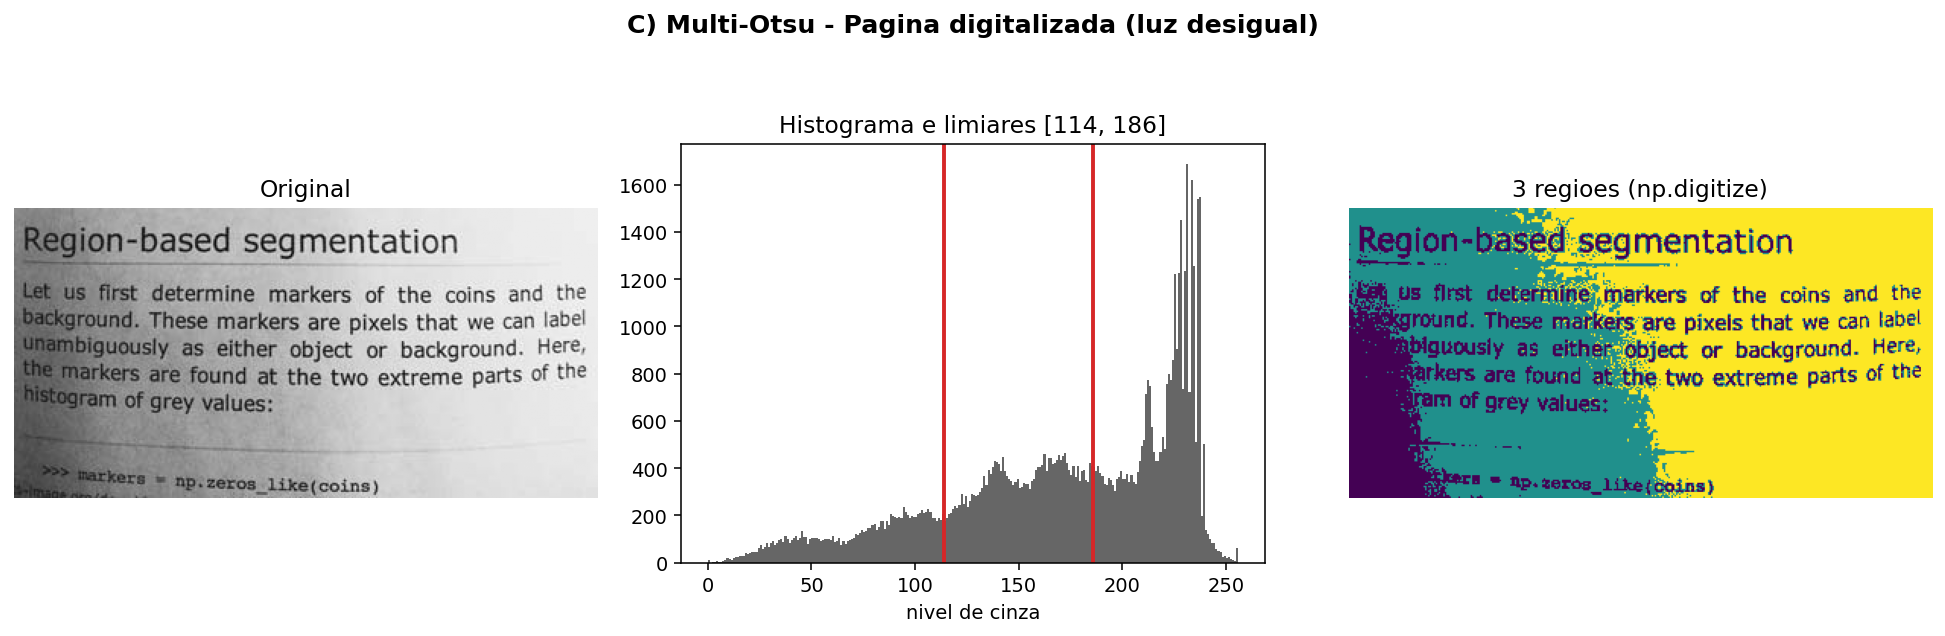 C) Multi-Otsu - Pagina digitalizada (luz desigual)
Original
Region-based segmentation
Let us first determine markers of the coins and the
background. These markers are pixels that we can label
unambiguously as either object or background. Here,
the markers are found at the two extreme parts of the
histogram of grey values:
>>> markers = np.zeros_like(coins)
Histograma e limiares [114, 186]
1600
1400
1200
1000
800
600
400
200
0
0 50 100 150 200 250
nivel de cinza
3 regioes (np.digitize)
Region-based segmentation
us first determine markers of the coins and the
kground. These markers are pixels that we can label
biguously as either object or background. Here,
markers are found at the two extreme parts of the
ram of grey values:
kers = np.zeros_like(coins)